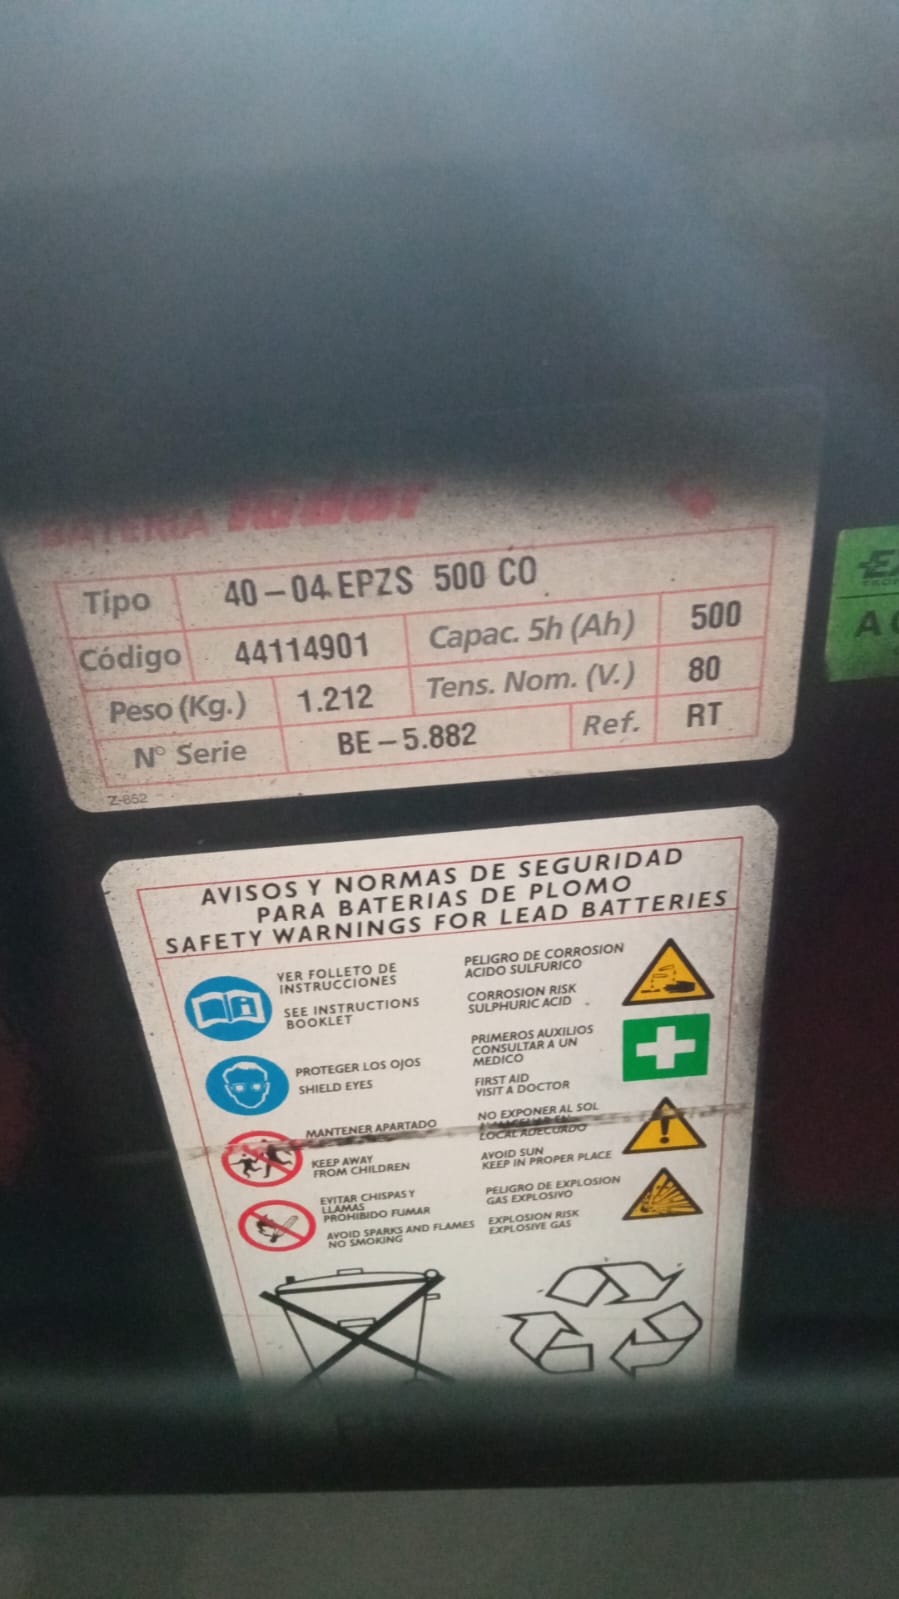 BATERIA Tudor
Tipo 40-04 EPZS 500 CO
Código 44114901 Capac. 5h (Ah) 500
Peso (Kg.) 1.212 Tens. Nom. (V.) 80
Nº Serie BE-5.882 Ref. RT
Z-652
AVISOS Y NORMAS DE SEGURIDAD
PARA BATERIAS DE PLOMO
SAFETY WARNINGS FOR LEAD BATTERIES
VER FOLLETO DE
INSTRUCCIONES
SEE INSTRUCTIONS
BOOKLET
PELIGRO DE CORROSION
ACIDO SULFURICO
CORROSION RISK
SULPHURIC ACID
PROTEGER LOS OJOS
SHIELD EYES
PRIMEROS AUXILIOS
CONSULTAR A UN
MEDICO
FIRST AID
VISIT A DOCTOR
MANTENER APARTADO
KEEP AWAY
FROM CHILDREN
NO EXPONER AL SOL
LOCAL ADECUADO
AVOID SUN
KEEP IN PROPER PLACE
EVITAR CHISPAS Y
LLAMAS
PROHIBIDO FUMAR
AVOID SPARKS AND FLAMES
NO SMOKING
PELIGRO DE EXPLOSION
GAS EXPLOSIVO
EXPLOSION RISK
EXPLOSIVE GAS